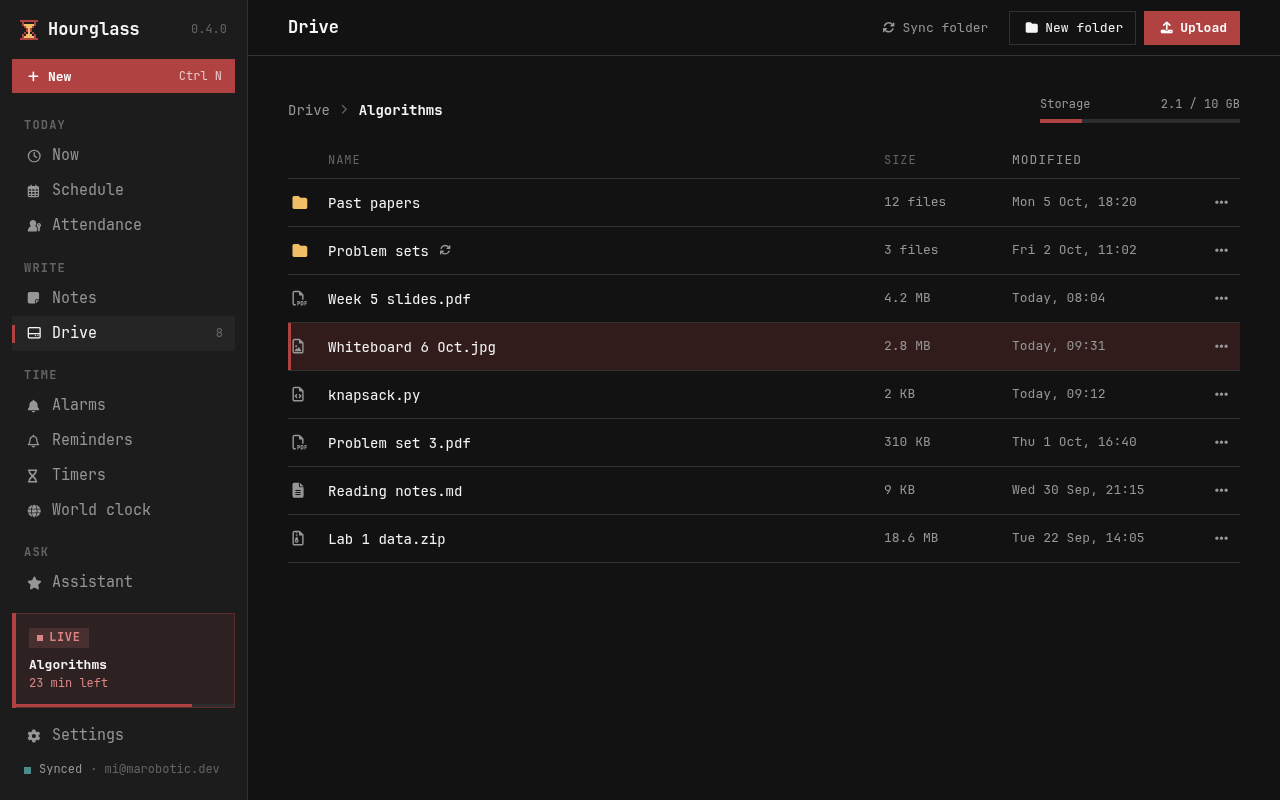 Hourglass 0.4.0
New Ctrl N
TODAY
Now
Schedule
Attendance
WRITE
Notes
Drive 8
TIME
Alarms
Reminders
Timers
World clock
ASK
Assistant
LIVE
Algorithms
23 min left
Settings
Synced · mi@marobotic.dev
Drive
Sync folder
New folder
Upload
Drive > Algorithms
Storage 2.1 / 10 GB
NAME SIZE MODIFIED
Past papers 12 files Mon 5 Oct, 18:20
Problem sets 3 files Fri 2 Oct, 11:02
Week 5 slides.pdf 4.2 MB Today, 08:04
Whiteboard 6 Oct.jpg 2.8 MB Today, 09:31
knapsack.py 2 KB Today, 09:12
Problem set 3.pdf 310 KB Thu 1 Oct, 16:40
Reading notes.md 9 KB Wed 30 Sep, 21:15
Lab 1 data.zip 18.6 MB Tue 22 Sep, 14:05